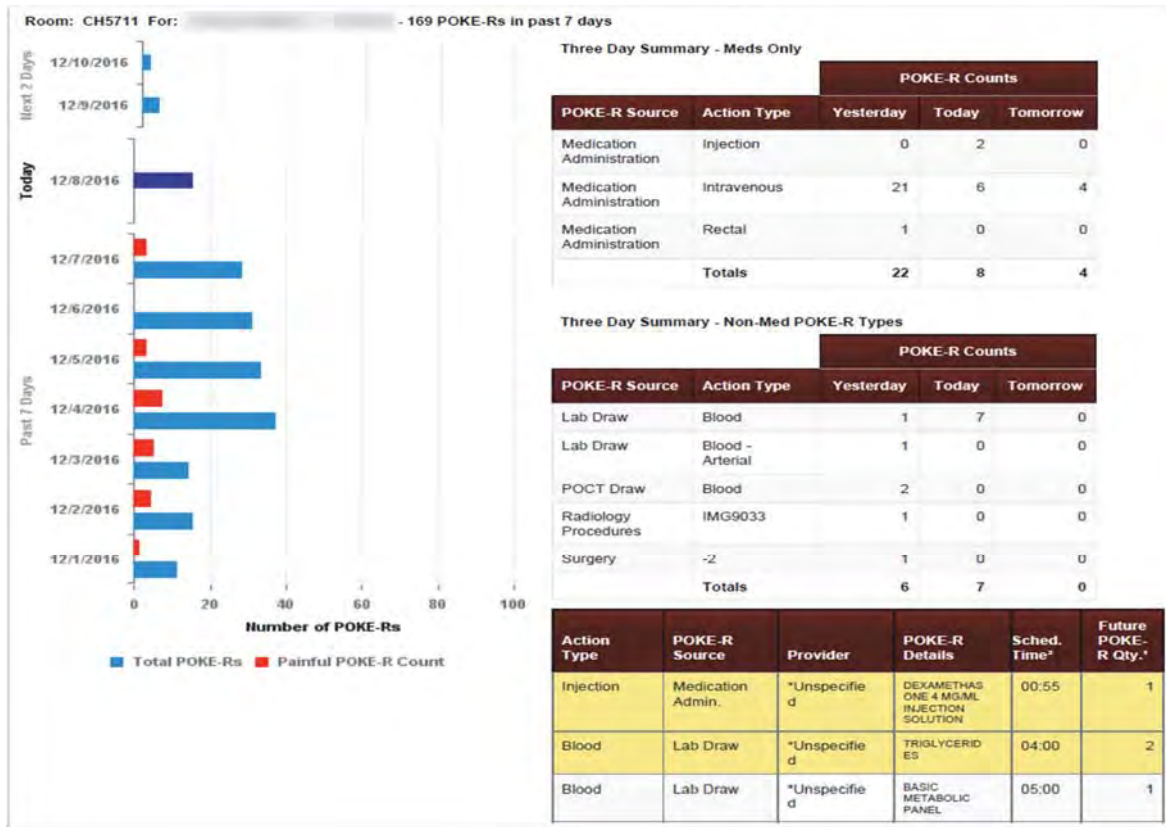 Room: CH5711 For:
- 169 POKE-Rs in past 7 days
Next 2 Days
12/10/2016
12/9/2016
Today
12/8/2016
Past 7 Days
12/7/2016
12/6/2016
12/5/2016
12/4/2016
12/3/2016
12/2/2016
12/1/2016
0 20 40 60 80 100
Number of POKE-Rs
Total POKE-Rs Painful POKE-R Count
Three Day Summary - Meds Only
POKE-R Counts
POKE-R Source Action Type Yesterday Today Tomorrow
Medication Injection 0 2 0
Administration
Medication Intravenous 21 6 4
Administration
Medication Rectal 1 0 0
Administration
Totals 22 8 4
Three Day Summary - Non-Med POKE-R Types
POKE-R Counts
POKE-R Source Action Type Yesterday Today Tomorrow
Lab Draw Blood 1 7 0
Lab Draw Blood - 1 0 0
Arterial
POCT Draw Blood 2 0 0
Radiology IMG9033 1 0 0
Procedures
Surgery -2 1 0 0
Totals 6 7 0
Action Type POKE-R Source Provider POKE-R Details Sched. Time² Future POKE-R Qty.*
Injection Medication *Unspecifie DEXAMETHAS 00:55 1
Admin. d ONE 4 MG/ML
INJECTION
SOLUTION
Blood Lab Draw *Unspecifie TRIGLYCERID 04:00 2
d ES
Blood Lab Draw *Unspecifie BASIC 05:00 1
d METABOLIC
PANEL